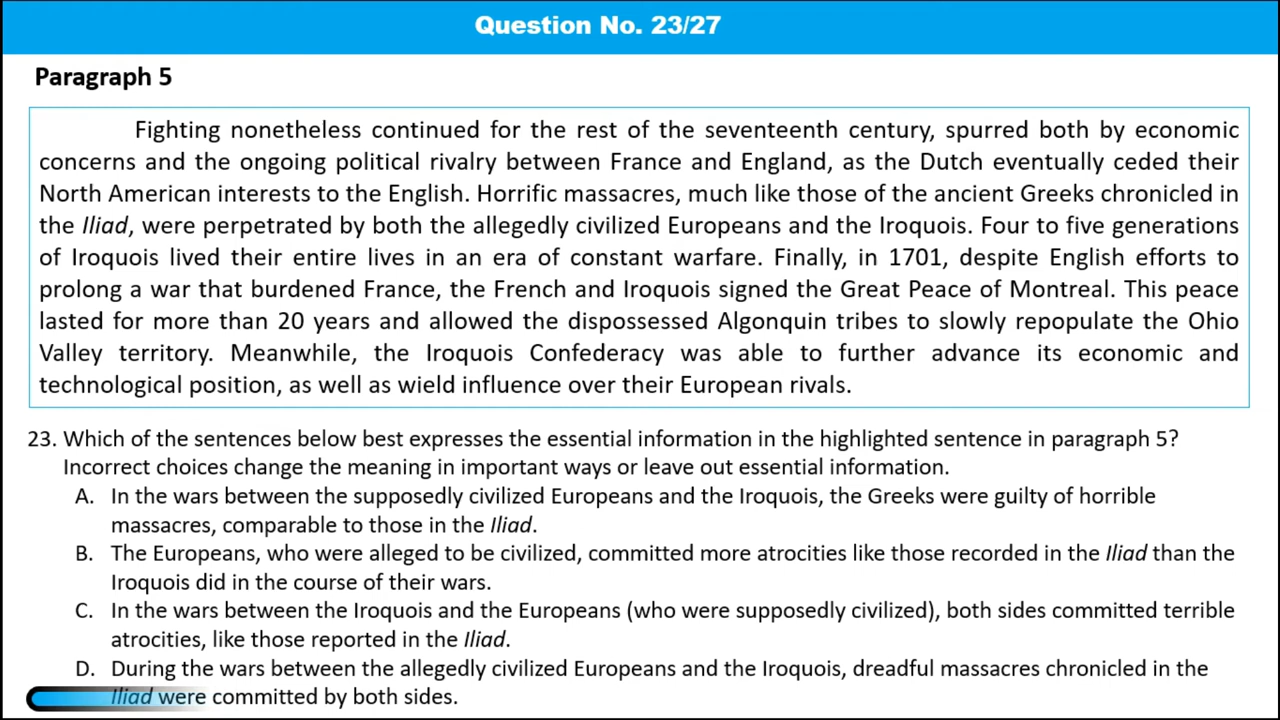 Question No. 23/27
Paragraph 5
Fighting nonetheless continued for the rest of the seventeenth century, spurred both by economic
concerns and the ongoing political rivalry between France and England, as the Dutch eventually ceded their
North American interests to the English. Horrific massacres, much like those of the ancient Greeks chronicled in
the Iliad, were perpetrated by both the allegedly civilized Europeans and the Iroquois. Four to five generations
of Iroquois lived their entire lives in an era of constant warfare. Finally, in 1701, despite English efforts to
prolong a war that burdened France, the French and Iroquois signed the Great Peace of Montreal. This peace
lasted for more than 20 years and allowed the dispossessed Algonquin tribes to slowly repopulate the Ohio
Valley territory. Meanwhile, the Iroquois Confederacy was able to further advance its economic and
technological position, as well as wield influence over their European rivals.
23. Which of the sentences below best expresses the essential information in the highlighted sentence in paragraph 5?
Incorrect choices change the meaning in important ways or leave out essential information.
A. In the wars between the supposedly civilized Europeans and the Iroquois, the Greeks were guilty of horrible
massacres, comparable to those in the Iliad.
B. The Europeans, who were alleged to be civilized, committed more atrocities like those recorded in the Iliad than the
Iroquois did in the course of their wars.
C. In the wars between the Iroquois and the Europeans (who were supposedly civilized), both sides committed terrible
atrocities, like those reported in the Iliad.
D. During the wars between the allegedly civilized Europeans and the Iroquois, dreadful massacres chronicled in the
Iliad were committed by both sides.